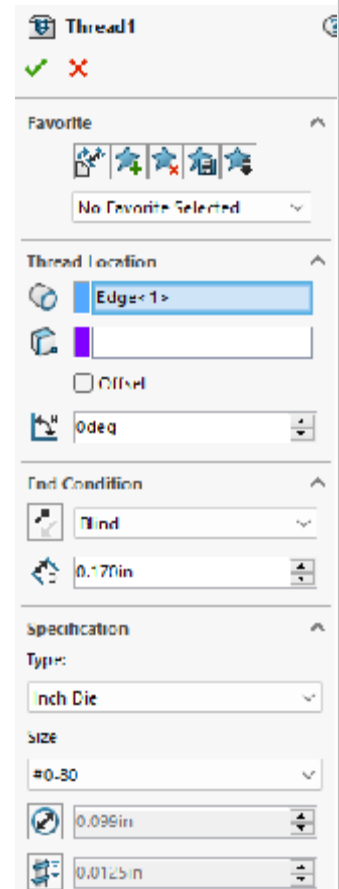 Thread1
Favorite
No Favorite Selected
Thread Location
Edge<1>
Offset
0deg
End Condition
Blind
0.170in
Specification
Type:
Inch Die
Size
#0-80
0.099in
0.0125in